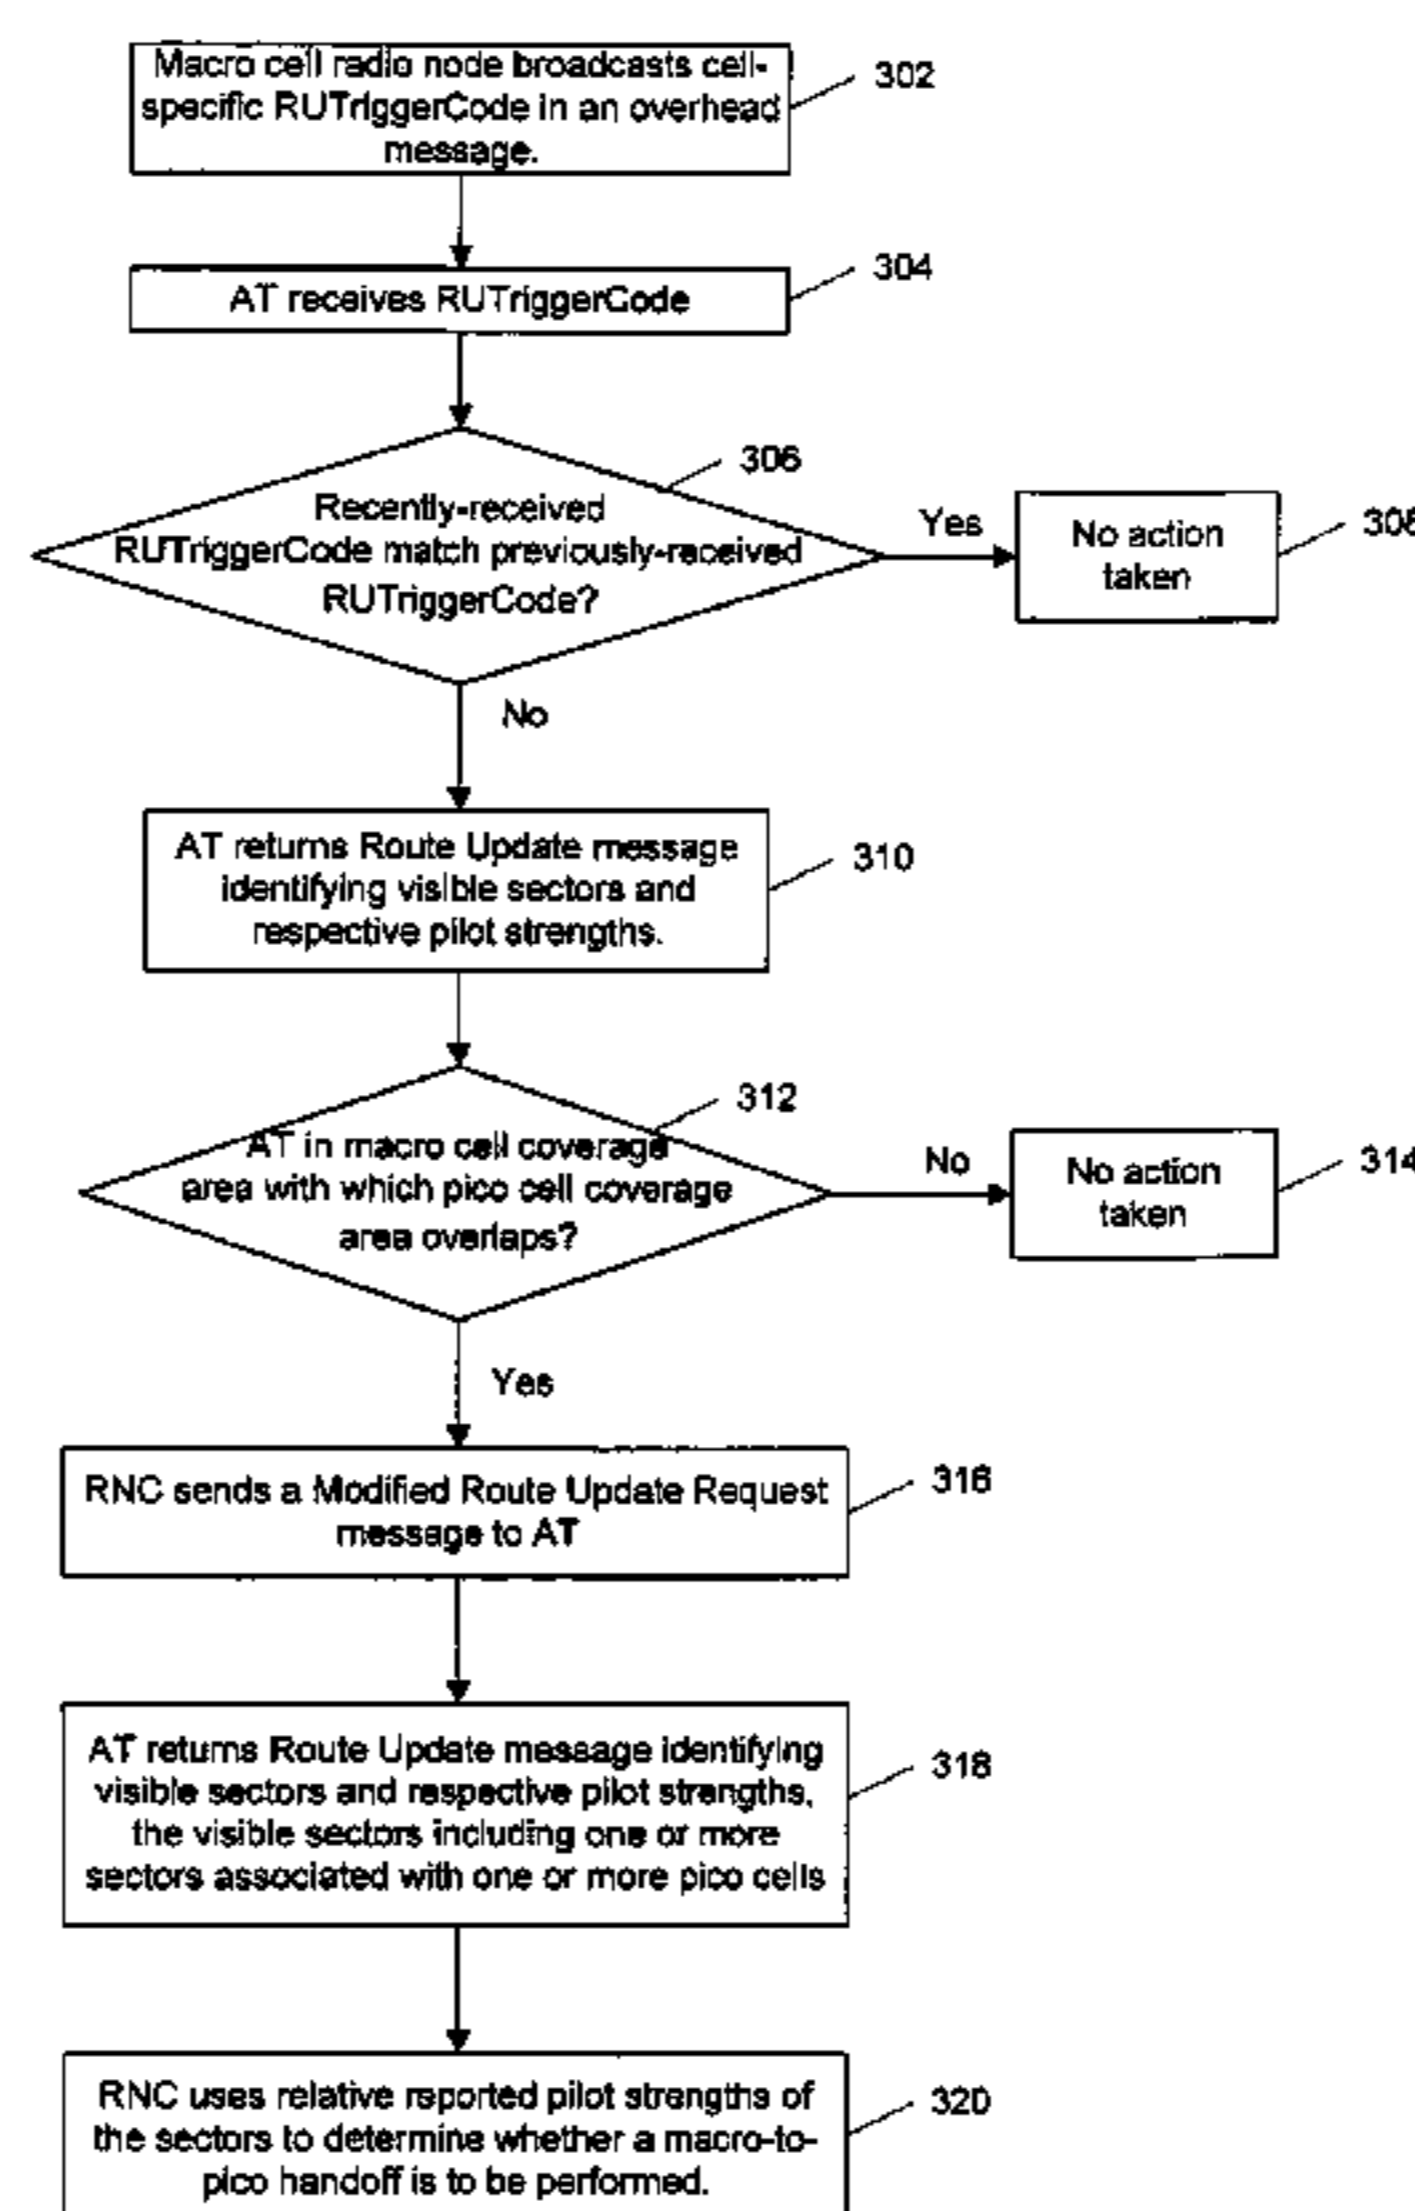 Macro cell radio node broadcasts cell-
specific RUTriggerCode in an overhead
message.
302
AT receives RUTriggerCode
304
306
Recently-received
RUTriggerCode match previously-received
RUTriggerCode?
Yes
No action
taken
308
No
AT returns Route Update message
identifying visible sectors and
respective pilot strengths.
310
312
AT in macro cell coverage
area with which pico cell coverage
area overlaps?
No
No action
taken
314
Yes
RNC sends a Modified Route Update Request
message to AT
316
AT returns Route Update message identifying
visible sectors and respective pilot strengths,
the visible sectors including one or more
sectors associated with one or more pico cells
318
RNC uses relative reported pilot strengths of
the sectors to determine whether a macro-to-
pico handoff is to be performed.
320